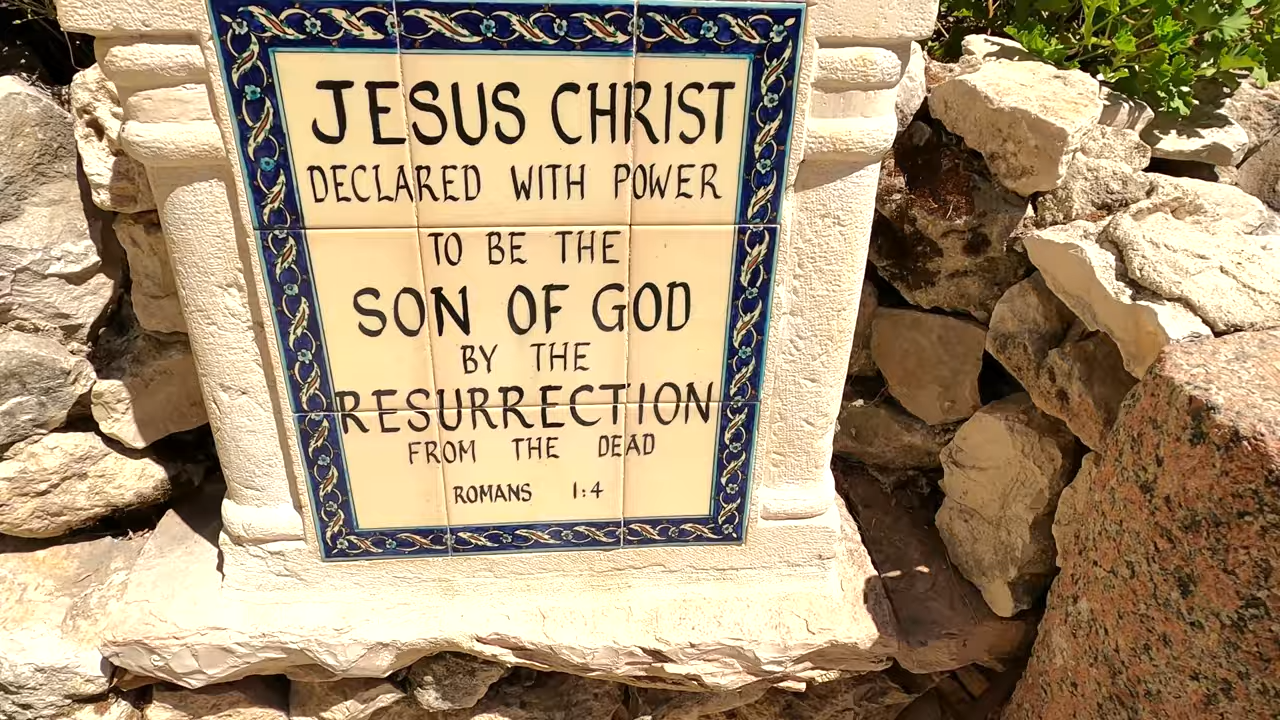 JESUS CHRIST
DECLARED WITH POWER
TO BE THE
SON OF GOD
BY THE
RESURRECTION
FROM THE DEAD
ROMANS 1:4